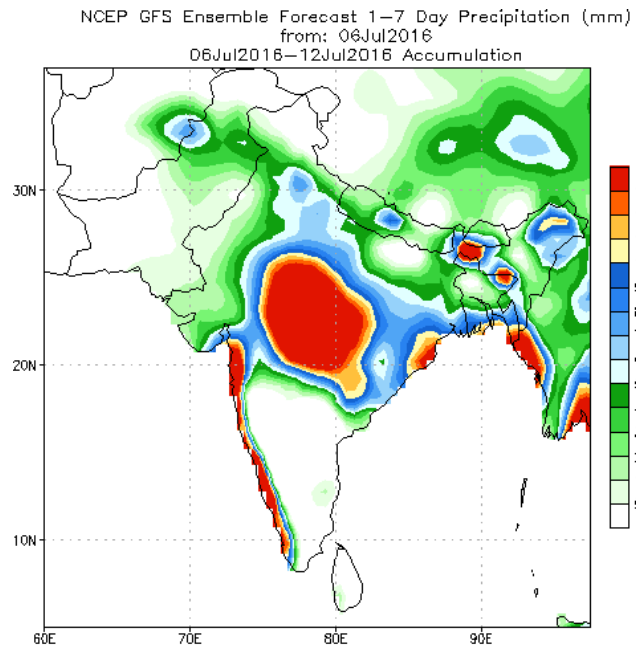 NCEP GFS Ensemble Forecast 1-7 Day Precipitation (mm)
from: 06Jul2016
06Jul2016-12Jul2016 Accumulation
30N
20N
10N
60E 70E 80E 90E